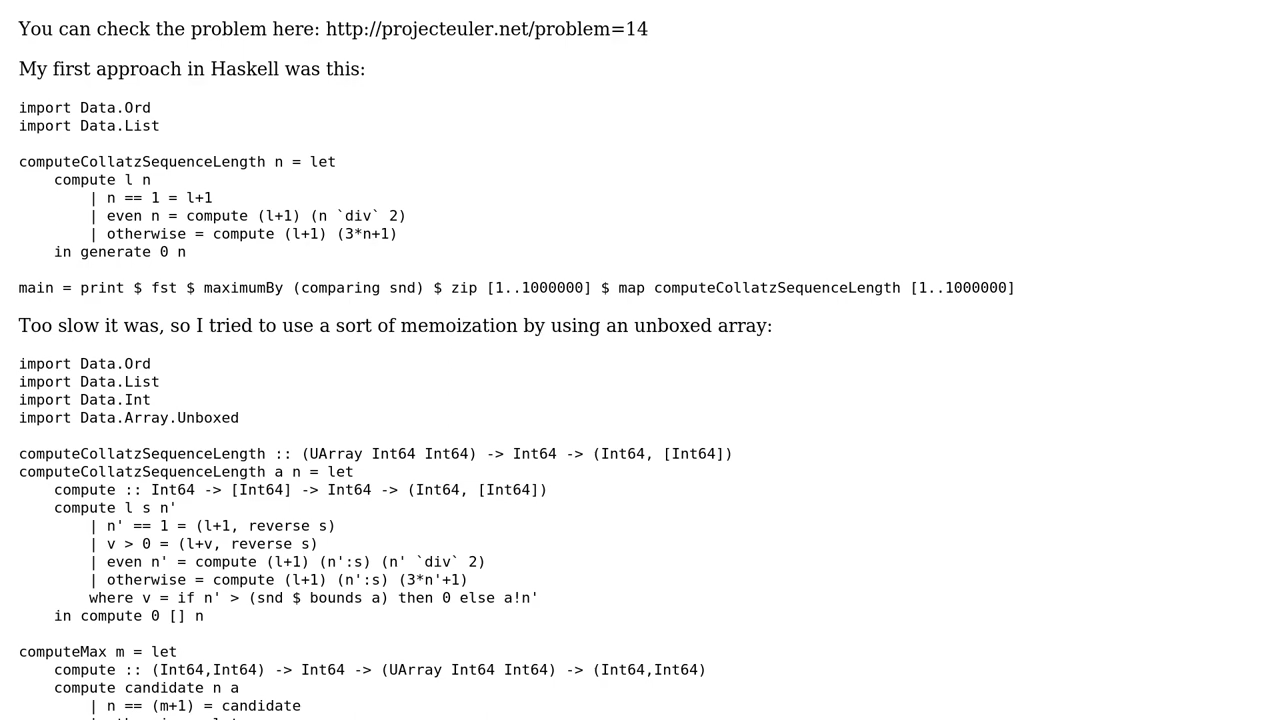 You can check the problem here: http://projecteuler.net/problem=14
My first approach in Haskell was this:
import Data.Ord
import Data.List
computeCollatzSequenceLength n = let
    compute l n
        | n == 1 = l+1
        | even n = compute (l+1) (n `div` 2)
        | otherwise = compute (l+1) (3*n+1)
    in generate 0 n
main = print $ fst $ maximumBy (comparing snd) $ zip [1..1000000] $ map computeCollatzSequenceLength [1..1000000]
Too slow it was, so I tried to use a sort of memoization by using an unboxed array:
import Data.Ord
import Data.List
import Data.Int
import Data.Array.Unboxed
computeCollatzSequenceLength :: (UArray Int64 Int64) -> Int64 -> (Int64, [Int64])
computeCollatzSequenceLength a n = let
    compute :: Int64 -> [Int64] -> Int64 -> (Int64, [Int64])
    compute l s n'
        | n' == 1 = (l+1, reverse s)
        | v > 0 = (l+v, reverse s)
        | even n' = compute (l+1) (n':s) (n' `div` 2)
        | otherwise = compute (l+1) (n':s) (3*n'+1)
        where v = if n' > (snd $ bounds a) then 0 else a!n'
    in compute 0 [] n
computeMax m = let
    compute :: (Int64,Int64) -> Int64 -> (UArray Int64 Int64) -> (Int64,Int64)
    compute candidate n a
        | n == (m+1) = candidate